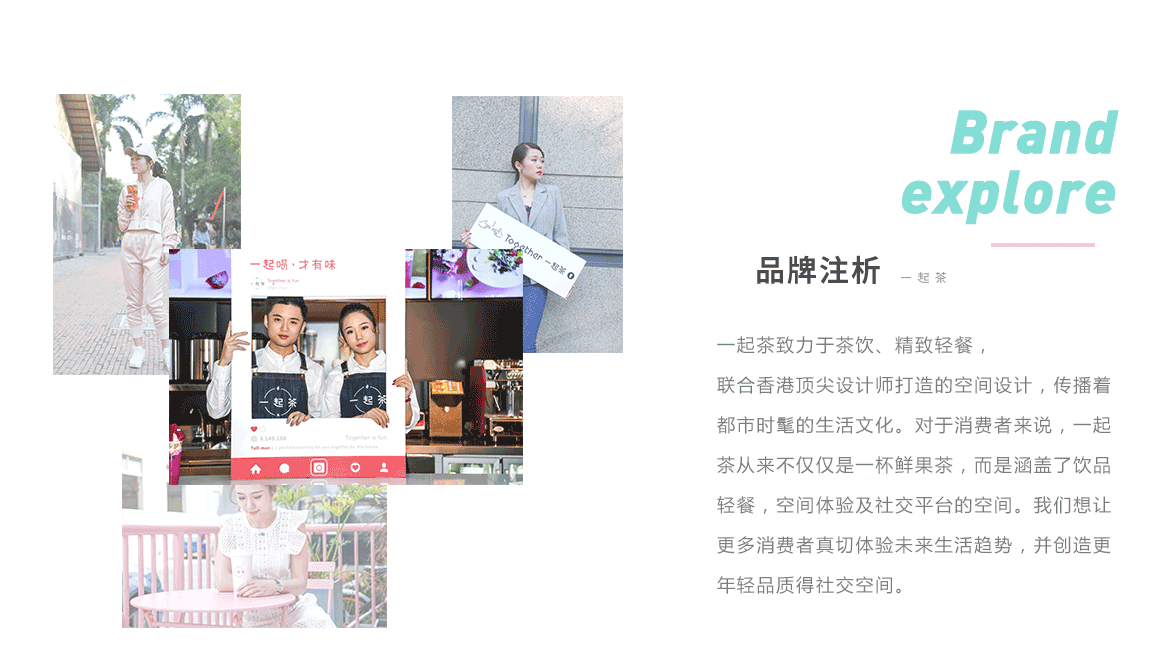 Brand
explore
品牌注析 一起茶
一起茶致力于茶饮、精致轻餐，
联合香港顶尖设计师打造的空间设计，传播着
都市时髦的生活文化。对于消费者来说，一起
茶从来不仅仅是一杯鲜果茶，而是涵盖了饮品
轻餐，空间体验及社交平台的空间。我们想让
更多消费者真切体验未来生活趋势，并创造更
年轻品质得社交空间。
Together 一起茶
一起喝·才有味
一起茶 Together is fun
一起茶
一起茶
Together is fun